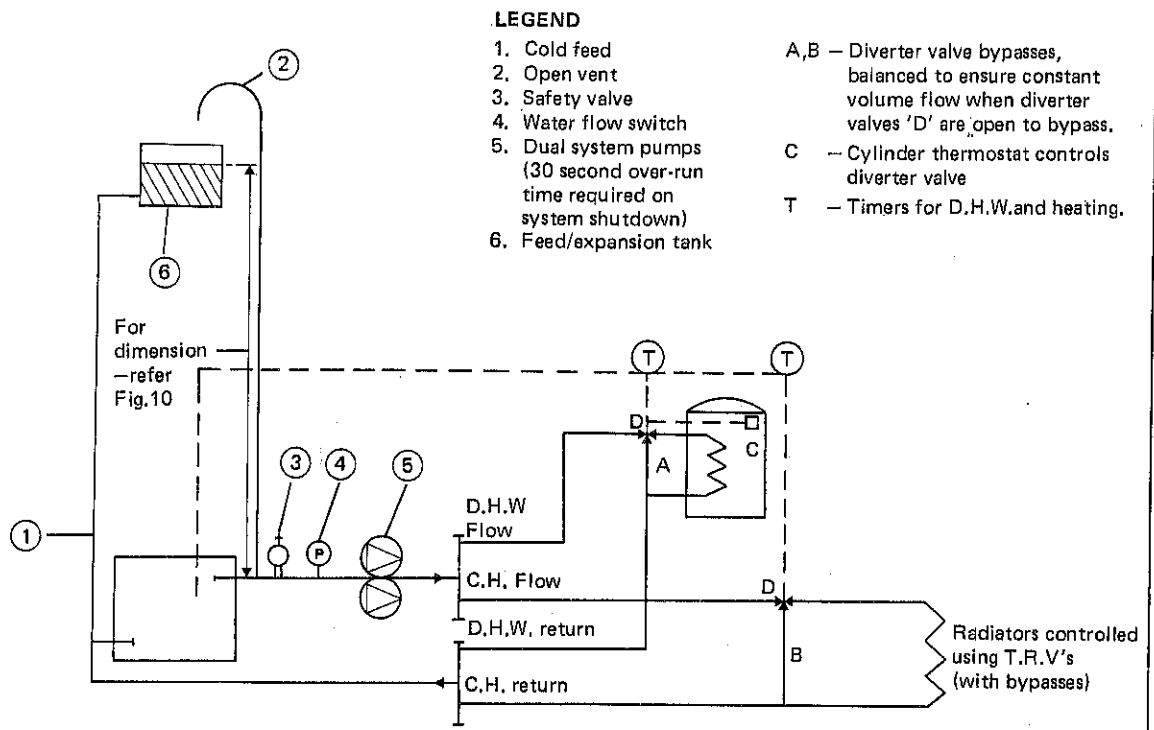 LEGEND
1. Cold feed
2. Open vent
3. Safety valve
4. Water flow switch
5. Dual system pumps
(30 second over-run
time required on
system shutdown)
6. Feed/expansion tank
A,B — Diverter valve bypasses,
balanced to ensure constant
volume flow when diverter
valves 'D' are open to bypass.
C — Cylinder thermostat controls
diverter valve
T — Timers for D.H.W.and heating.
2
6
For
dimension
—refer
Fig.10
T
T
D
C
A
3
4
5
P
1
D.H.W
Flow
C.H. Flow
D
D.H.W. return
B
C.H. return
Radiators controlled
using T.R.V's
(with bypasses)